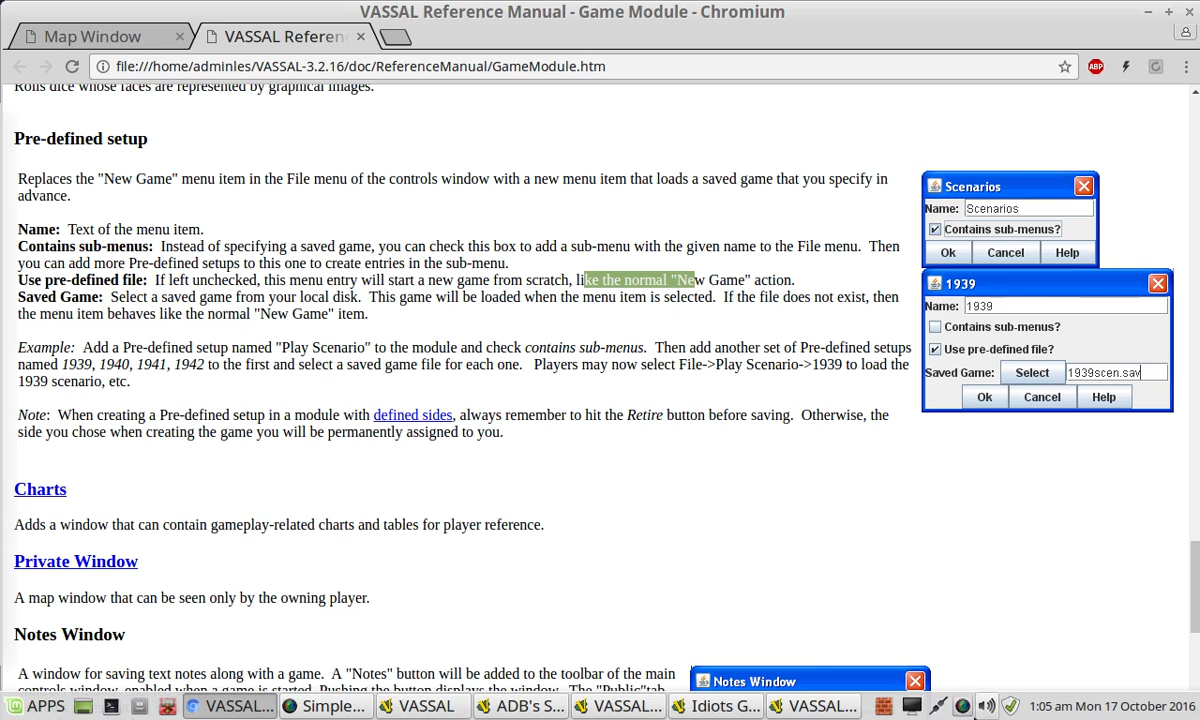 VASSAL Reference Manual - Game Module - Chromium
Map Window
VASSAL Referen
file:///home/adminles/VASSAL-3.2.16/doc/ReferenceManual/GameModule.htm
ABP
Rolls dice whose faces are represented by graphical images.
Pre-defined setup
Replaces the "New Game" menu item in the File menu of the controls window with a new menu item that loads a saved game that you specify in
advance.
Name: Text of the menu item.
Contains sub-menus: Instead of specifying a saved game, you can check this box to add a sub-menu with the given name to the File menu. Then
you can add more Pre-defined setups to this one to create entries in the sub-menu.
Use pre-defined file: If left unchecked, this menu entry will start a new game from scratch, like the normal "New Game" action.
Saved Game: Select a saved game from your local disk. This game will be loaded when the menu item is selected. If the file does not exist, then
the menu item behaves like the normal "New Game" item.
Example: Add a Pre-defined setup named "Play Scenario" to the module and check contains sub-menus. Then add another set of Pre-defined setups
named 1939, 1940, 1941, 1942 to the first and select a saved game file for each one. Players may now select File->Play Scenario->1939 to load the
1939 scenario, etc.
Note: When creating a Pre-defined setup in a module with defined sides, always remember to hit the Retire button before saving. Otherwise, the
side you chose when creating the game you will be permanently assigned to you.
Scenarios
Name: Scenarios
Contains sub-menus?
Ok Cancel Help
1939
Name: 1939
Contains sub-menus?
Use pre-defined file?
Saved Game: Select 1939scen.sav
Ok Cancel Help
Charts
Adds a window that can contain gameplay-related charts and tables for player reference.
Private Window
A map window that can be seen only by the owning player.
Notes Window
A window for saving text notes along with a game. A "Notes" button will be added to the toolbar of the main
controls window, enabled when a game is started. Pushing the button displays the window. The "Public"tab
Notes Window
APPS VASSAL... Simple... VASSAL ADB's S... VASSAL... Idiots G... VASSAL... 1:05 am Mon 17 October 2016